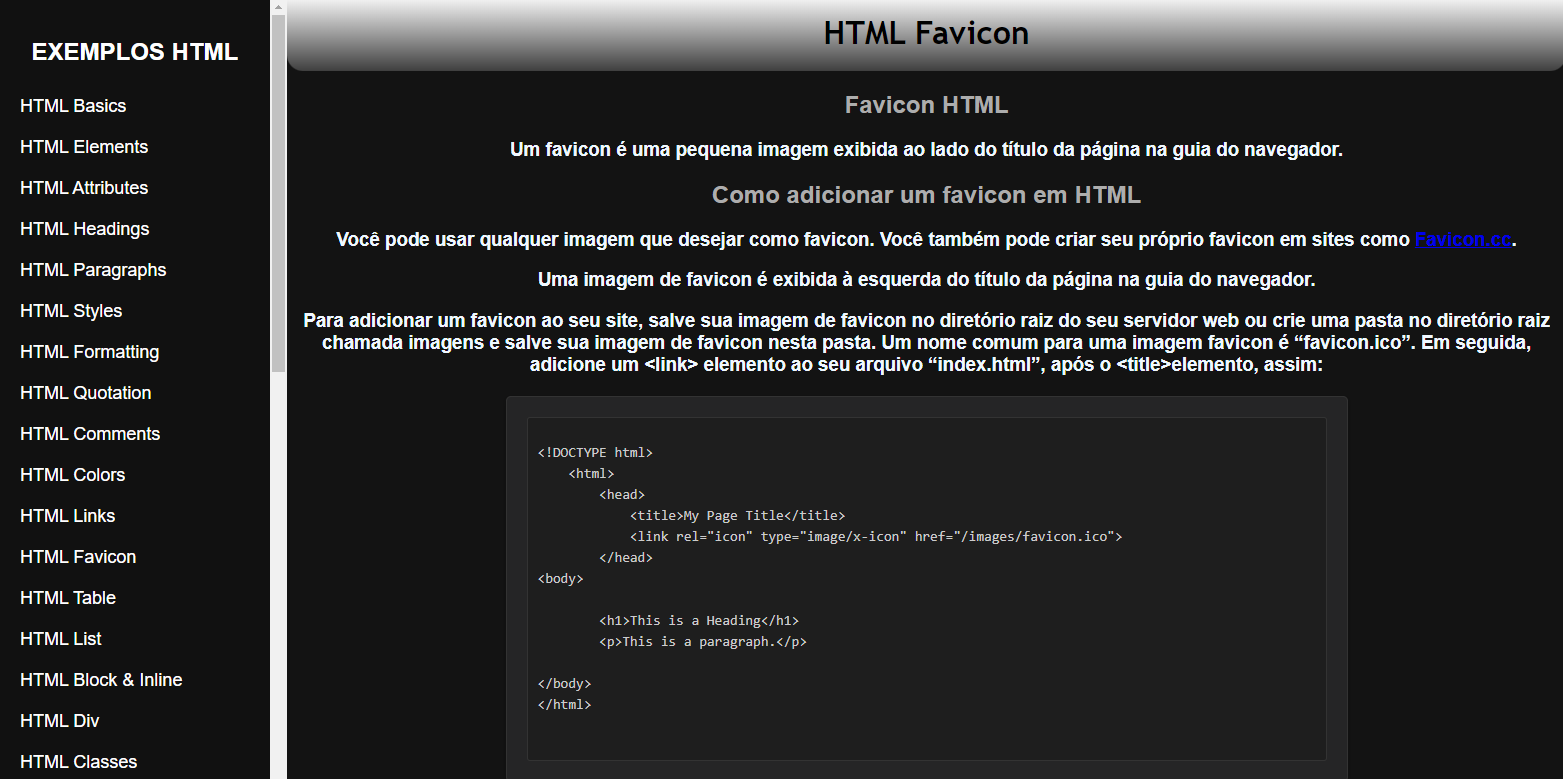 EXEMPLOS HTML
HTML Basics
HTML Elements
HTML Attributes
HTML Headings
HTML Paragraphs
HTML Styles
HTML Formatting
HTML Quotation
HTML Comments
HTML Colors
HTML Links
HTML Favicon
HTML Table
HTML List
HTML Block & Inline
HTML Div
HTML Classes
HTML Favicon
Favicon HTML
Um favicon é uma pequena imagem exibida ao lado do título da página na guia do navegador.
Como adicionar um favicon em HTML
Você pode usar qualquer imagem que desejar como favicon. Você também pode criar seu próprio favicon em sites como Favicon.cc.
Uma imagem de favicon é exibida à esquerda do título da página na guia do navegador.
Para adicionar um favicon ao seu site, salve sua imagem de favicon no diretório raiz do seu servidor web ou crie uma pasta no diretório raiz
chamada imagens e salve sua imagem de favicon nesta pasta. Um nome comum para uma imagem favicon é “favicon.ico”. Em seguida,
adicione um <link> elemento ao seu arquivo “index.html”, após o <title>elemento, assim:
<!DOCTYPE html>
<html>
<head>
<title>My Page Title</title>
<link rel="icon" type="image/x-icon" href="/images/favicon.ico">
</head>
<body>
<h1>This is a Heading</h1>
<p>This is a paragraph.</p>
</body>
</html>